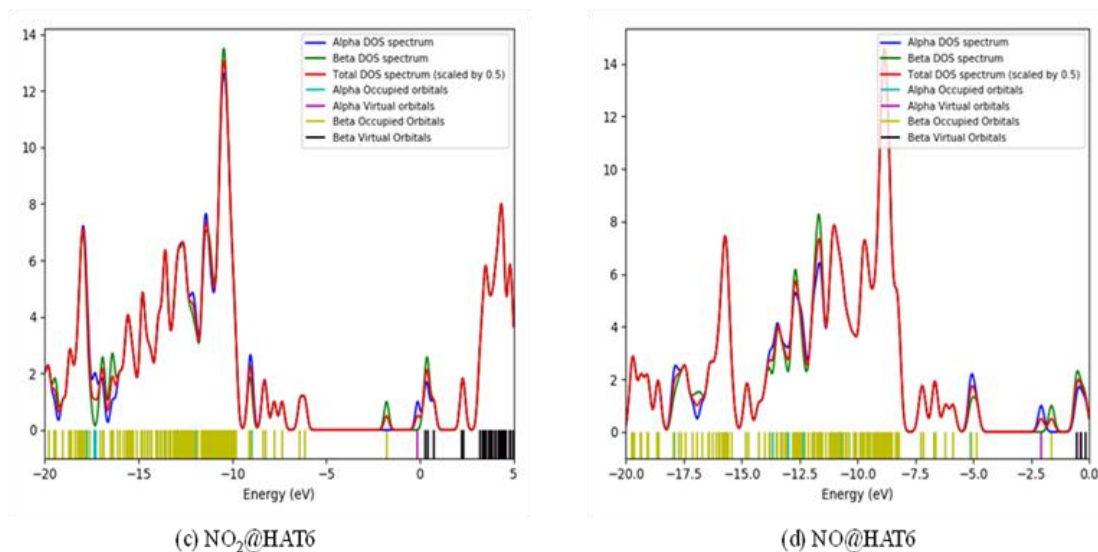 Alpha DOS spectrum
Beta DOS spectrum
Total DOS spectrum (scaled by 0.5)
Alpha Occupied orbitals
Alpha Virtual orbitals
Beta Occupied Orbitals
Beta Virtual Orbitals
14
12
10
8
6
4
2
0
−20
−15
−10
−5
0
5
Energy (eV)
(c) NO₂@HAT6
Alpha DOS spectrum
Beta DOS spectrum
Total DOS spectrum (scaled by 0.5)
Alpha Occupied orbitals
Alpha Virtual orbitals
Beta Occupied Orbitals
Beta Virtual Orbitals
14
12
10
8
6
4
2
0
−20.0
−17.5
−15.0
−12.5
−10.0
−7.5
−5.0
−2.5
0.0
Energy (eV)
(d) NO@HAT6